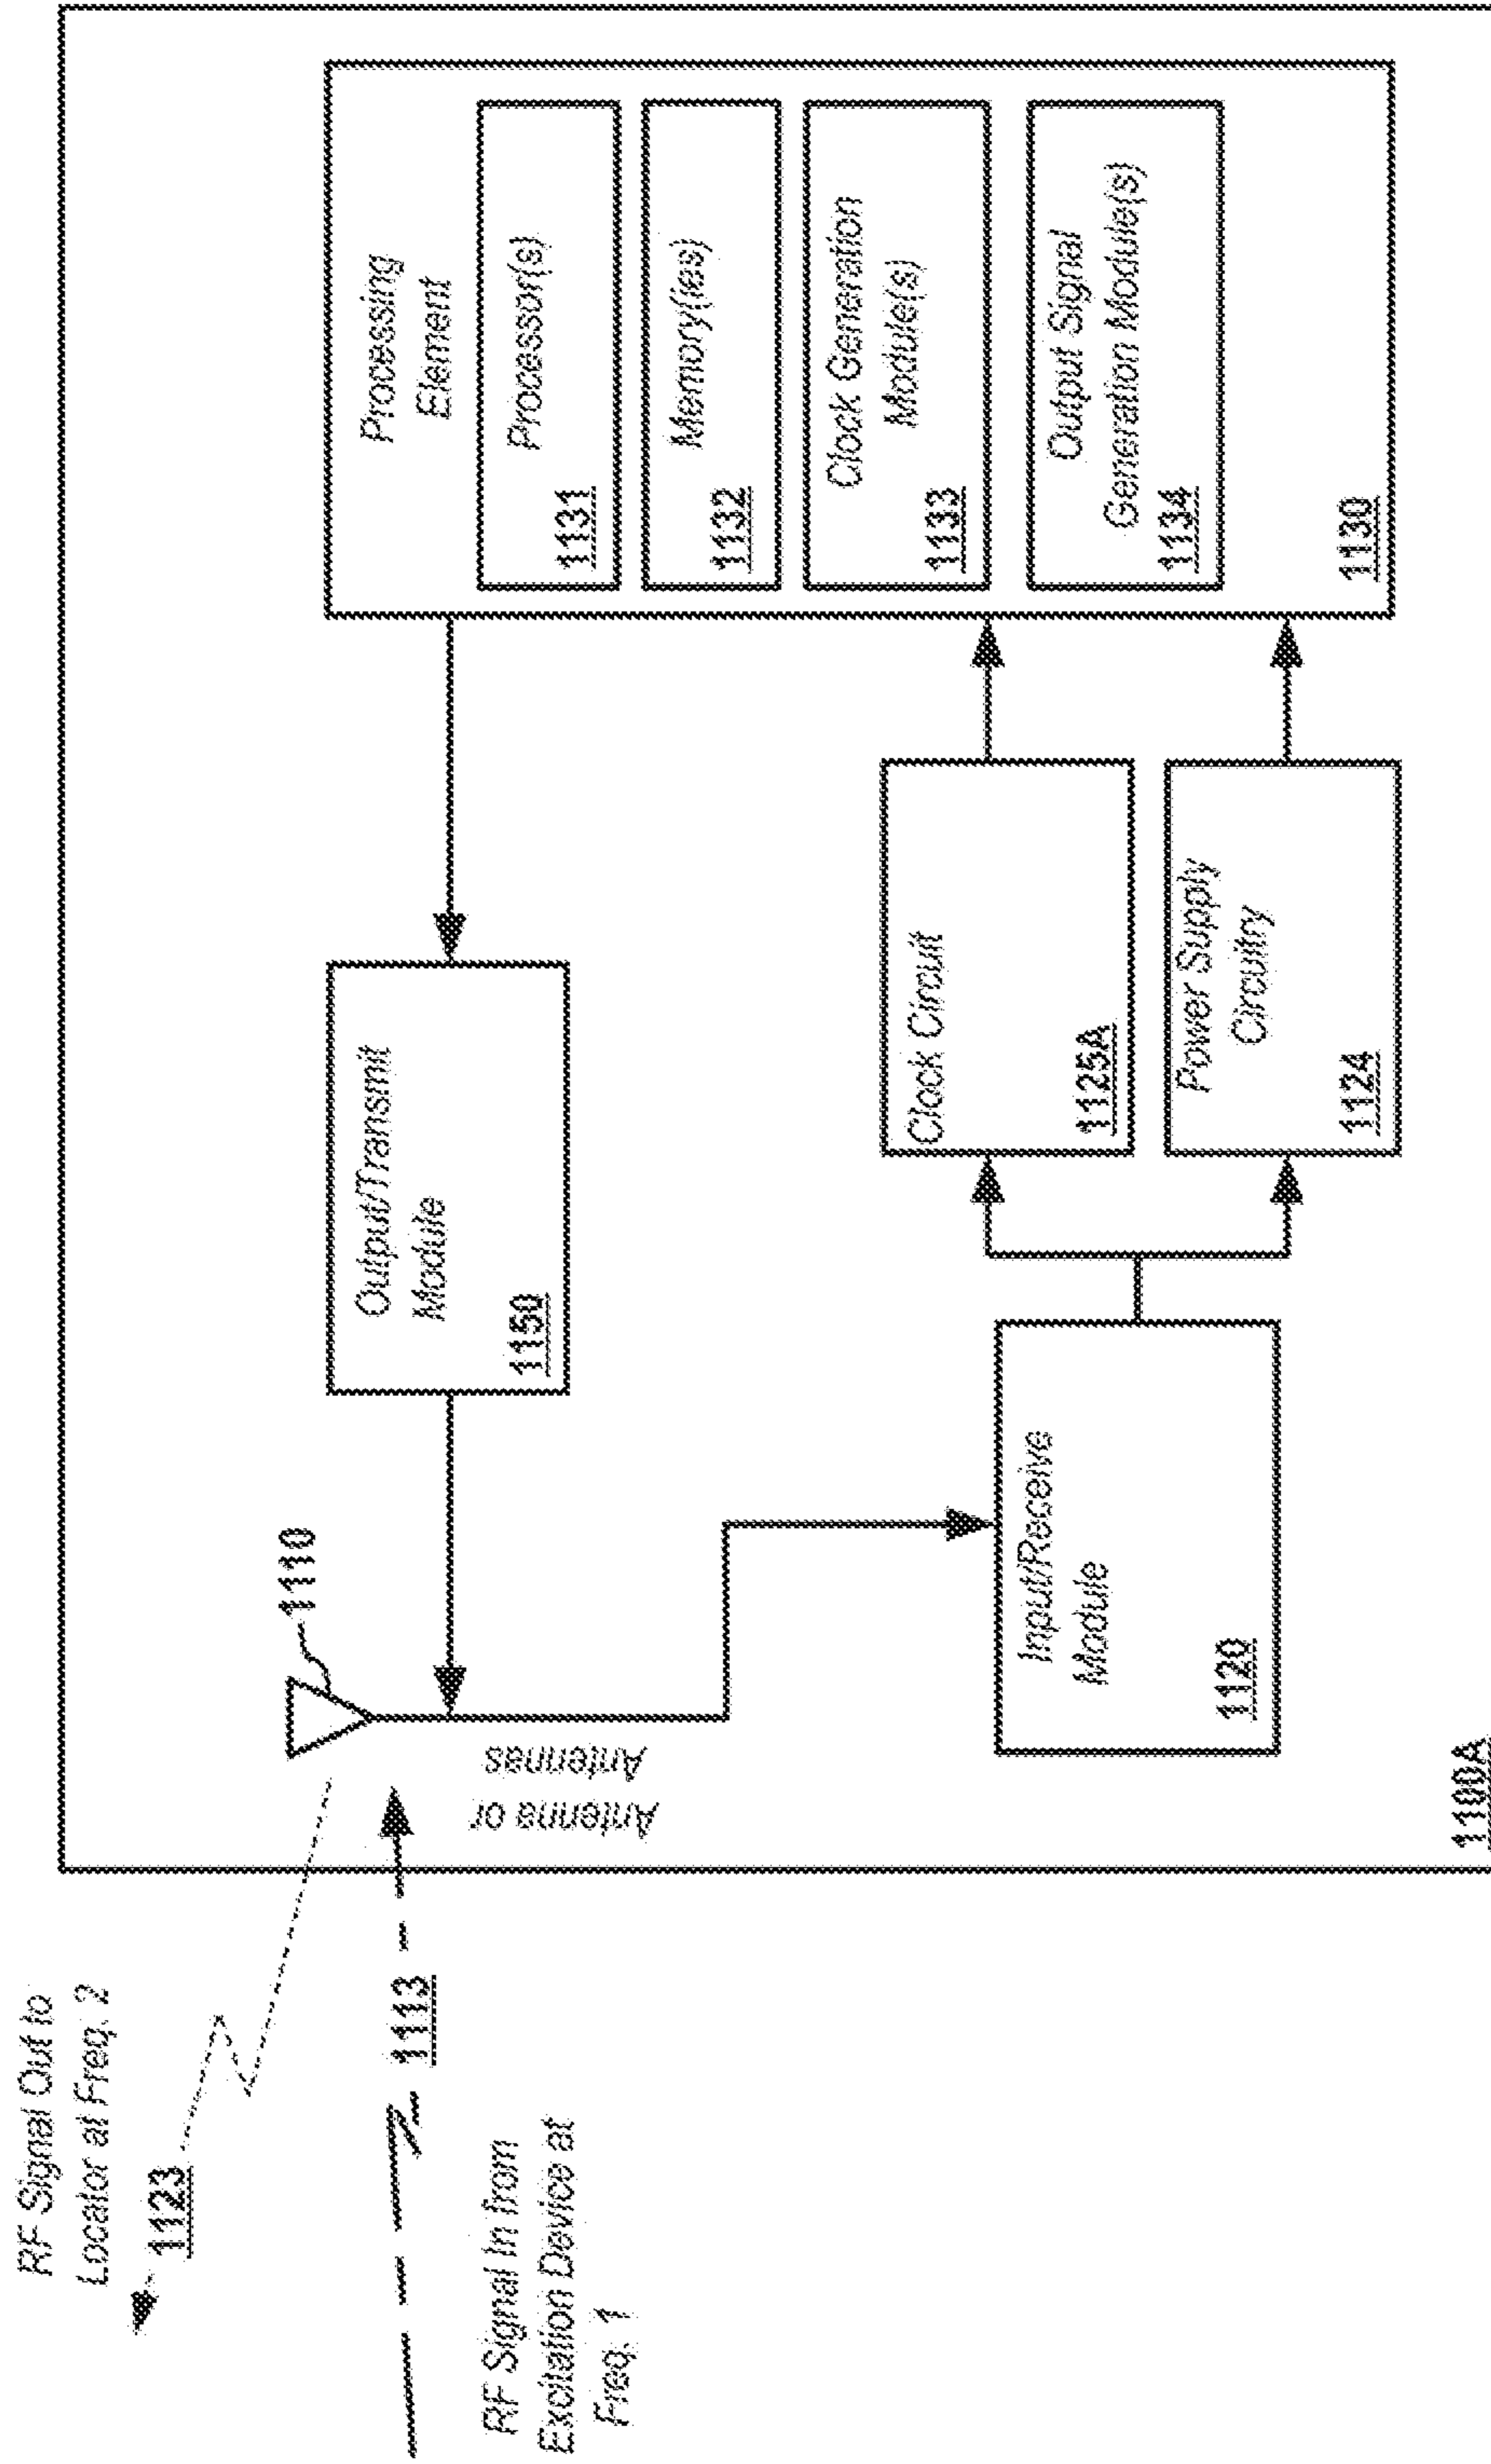 RF Signal Out to
Locator at Freq. 2
1123
1113
RF Signal In from
Excitation Device at
Freq. 1
1110
Antenna or
Antennas
Output/Transmit
Module
1150
Processing
Element
Processor(s)
1131
Memory(ies)
1132
Clock Generation
Module(s)
1133
Output Signal
Generation Module(s)
1134
1130
Input/Receive
Module
1120
Clock Circuit
1125A
Power Supply
Circuitry
1124
1100A